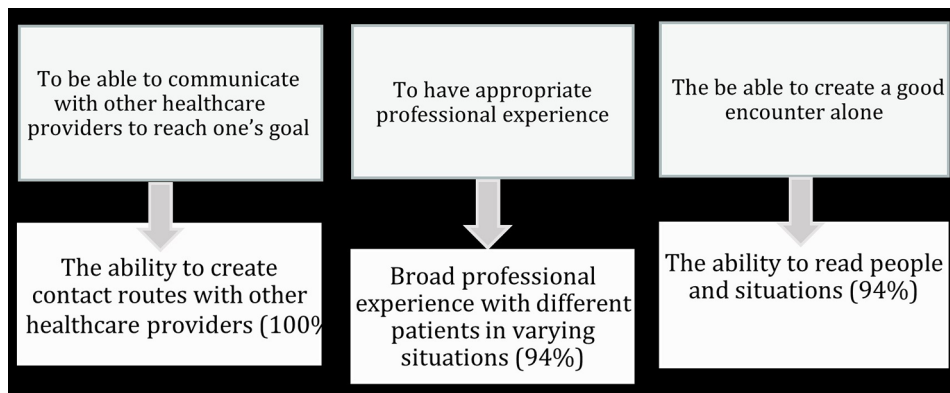 To be able to communicate
with other healthcare
providers to reach one's goal
To have appropriate
professional experience
The be able to create a good
encounter alone
The ability to create
contact routes with other
healthcare providers (100%
Broad professional
experience with different
patients in varying
situations (94%)
The ability to read people
and situations (94%)